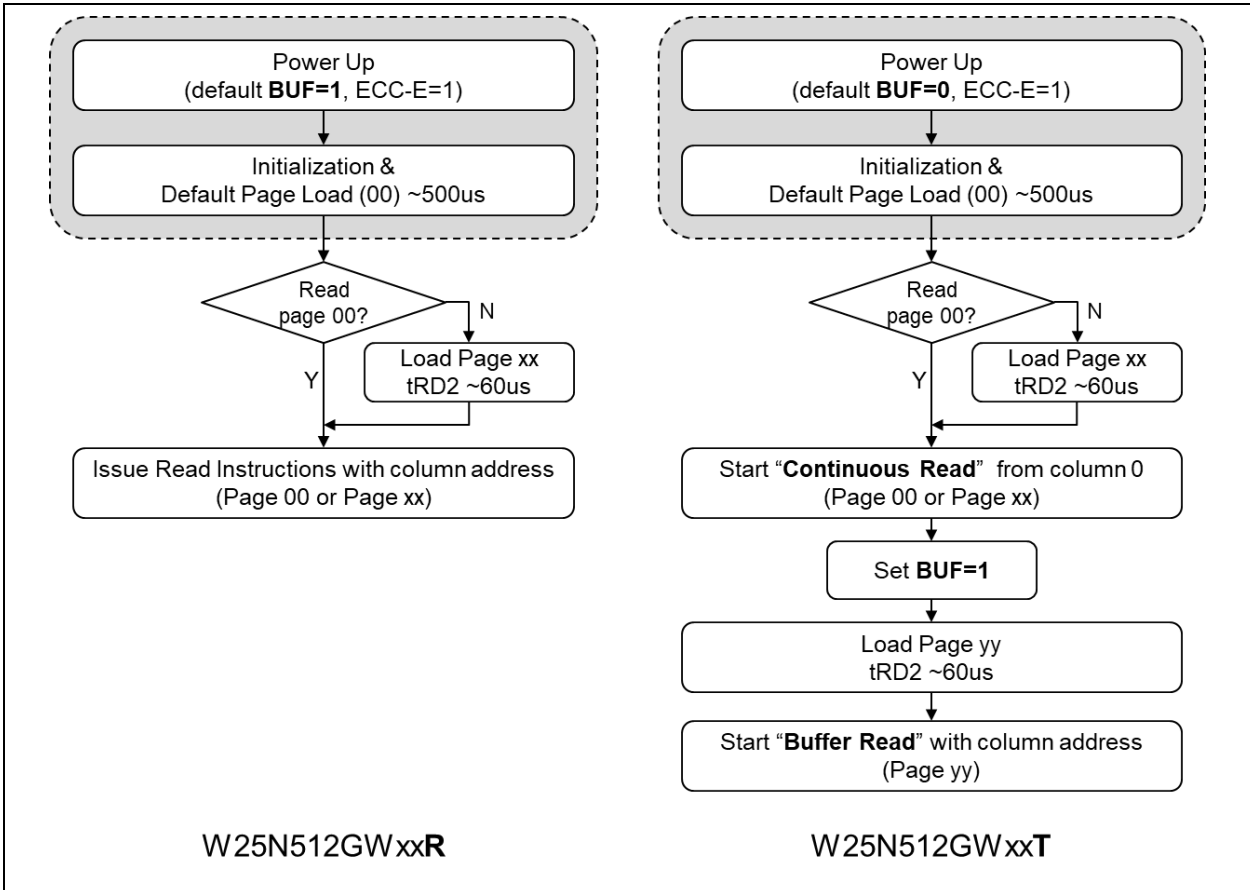 Power Up
(default BUF=1, ECC-E=1)
Initialization &
Default Page Load (00) ~500us
Read
page 00?
N
Load Page xx
tRD2 ~60us
Y
Issue Read Instructions with column address
(Page 00 or Page xx)
W25N512GWxxR
Power Up
(default BUF=0, ECC-E=1)
Initialization &
Default Page Load (00) ~500us
Read
page 00?
N
Load Page xx
tRD2 ~60us
Y
Start “Continuous Read” from column 0
(Page 00 or Page xx)
Set BUF=1
Load Page yy
tRD2 ~60us
Start “Buffer Read” with column address
(Page yy)
W25N512GWxxT